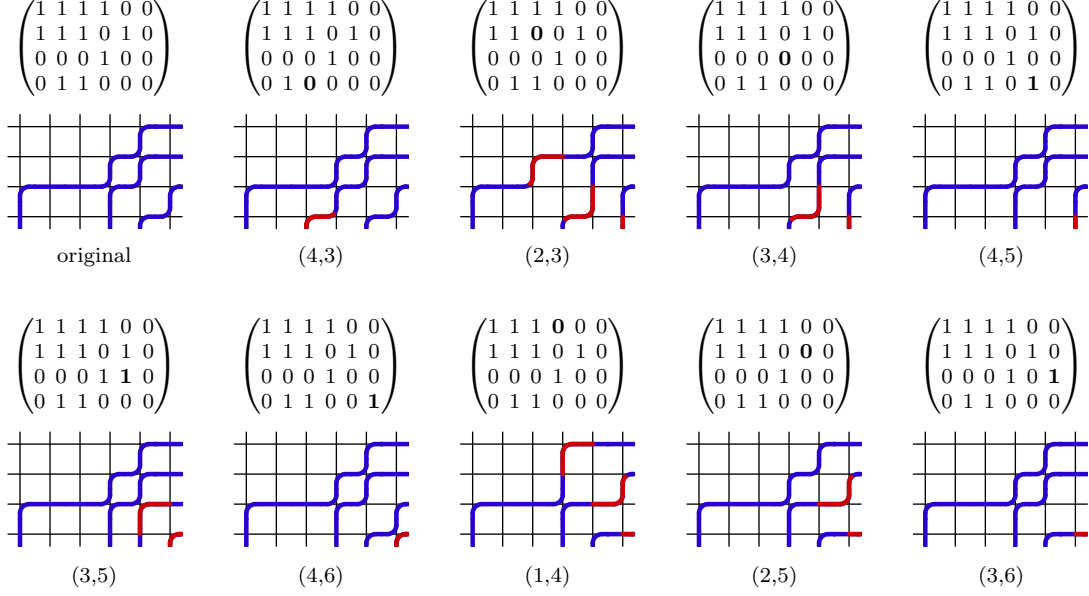 1 1 1 1 0 0
1 1 1 0 1 0
0 0 0 1 0 0
0 1 1 0 0 0
original
1 1 1 1 0 0
1 1 1 0 1 0
0 0 0 1 0 0
0 1 0 0 0 0
(4,3)
1 1 1 1 0 0
1 1 0 0 1 0
0 0 0 1 0 0
0 1 1 0 0 0
(2,3)
1 1 1 1 0 0
1 1 1 0 1 0
0 0 0 0 0 0
0 1 1 0 0 0
(3,4)
1 1 1 1 0 0
1 1 1 0 1 0
0 0 0 1 0 0
0 1 1 0 1 0
(4,5)
1 1 1 1 0 0
1 1 1 0 1 0
0 0 0 1 1 0
0 1 1 0 0 0
(3,5)
1 1 1 1 0 0
1 1 1 0 1 0
0 0 0 1 0 0
0 1 1 0 0 1
(4,6)
1 1 1 0 0 0
1 1 1 0 1 0
0 0 0 1 0 0
0 1 1 0 0 0
(1,4)
1 1 1 1 0 0
1 1 1 0 0 0
0 0 0 1 0 0
0 1 1 0 0 0
(2,5)
1 1 1 1 0 0
1 1 1 0 1 0
0 0 0 1 0 1
0 1 1 0 0 0
(3,6)